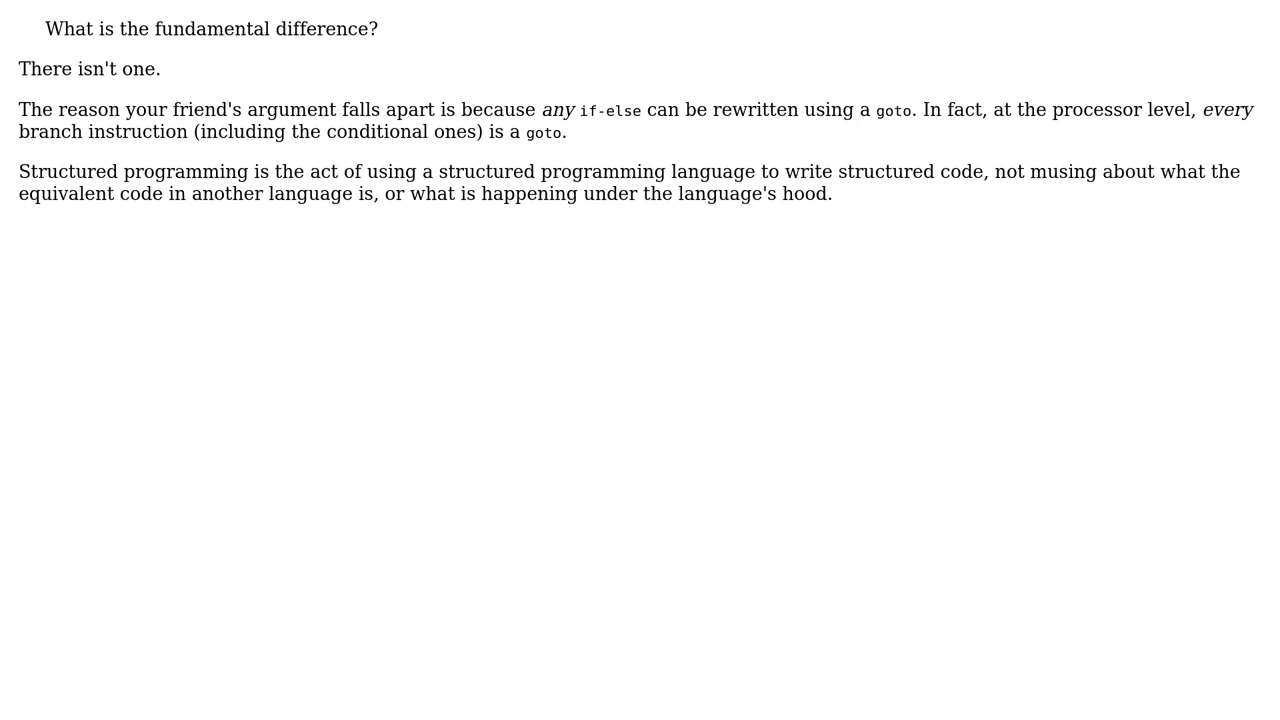 What is the fundamental difference?
There isn't one.
The reason your friend's argument falls apart is because any if-else can be rewritten using a goto. In fact, at the processor level, every
branch instruction (including the conditional ones) is a goto.
Structured programming is the act of using a structured programming language to write structured code, not musing about what the
equivalent code in another language is, or what is happening under the language's hood.